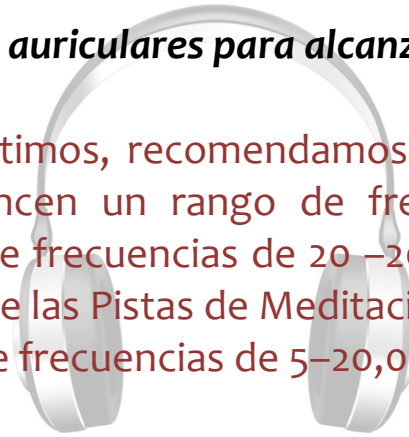 auriculares para alcanz
timos, recomendamos
ncen un rango de fre
e frecuencias de 20 –2
e las Pistas de Meditaci
e frecuencias de 5–20,0